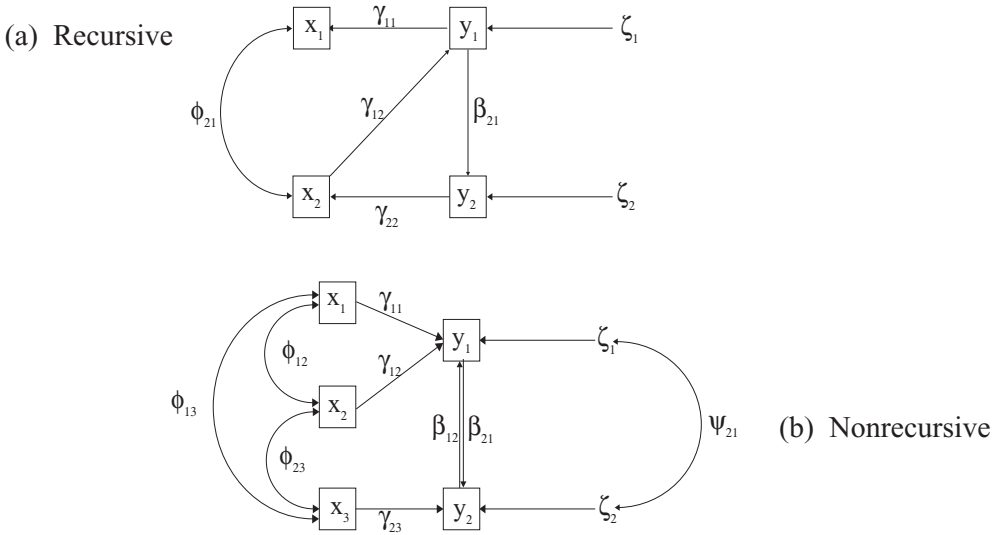 (a) Recursive
x₁
γ₁₁
y₁
ζ₁
ϕ₂₁
γ₁₂
β₂₁
x₂
γ₂₂
y₂
ζ₂
x₁
γ₁₁
y₁
ζ₁
ϕ₁₂
γ₁₂
ϕ₁₃
x₂
β₁₂
β₂₁
ψ₂₁
(b) Nonrecursive
ϕ₂₃
x₃
γ₂₃
y₂
ζ₂